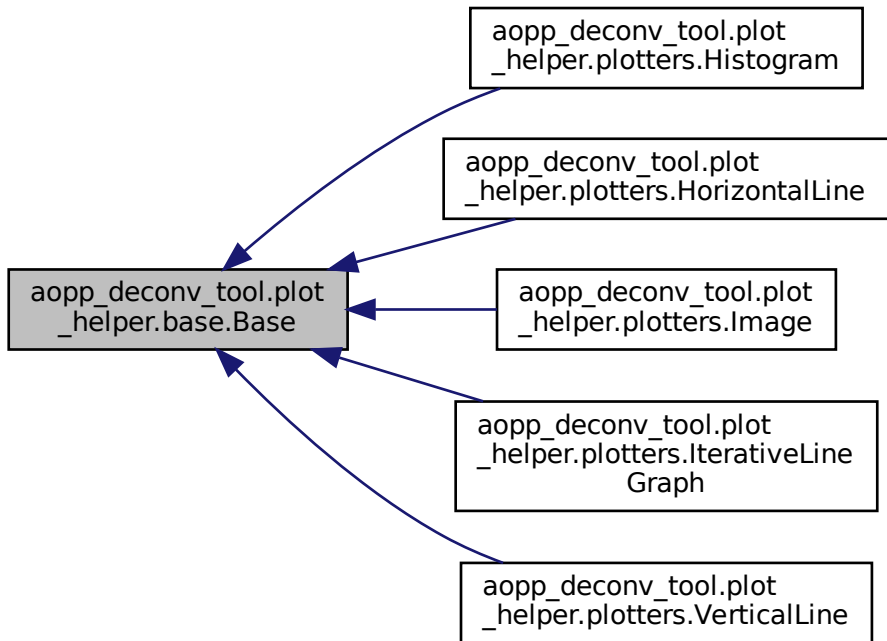 aopp_deconv_tool.plot
_helper.plotters.Histogram
aopp_deconv_tool.plot
_helper.plotters.HorizontalLine
aopp_deconv_tool.plot
_helper.base.Base
aopp_deconv_tool.plot
_helper.plotters.Image
aopp_deconv_tool.plot
_helper.plotters.IterativeLine
Graph
aopp_deconv_tool.plot
_helper.plotters.VerticalLine